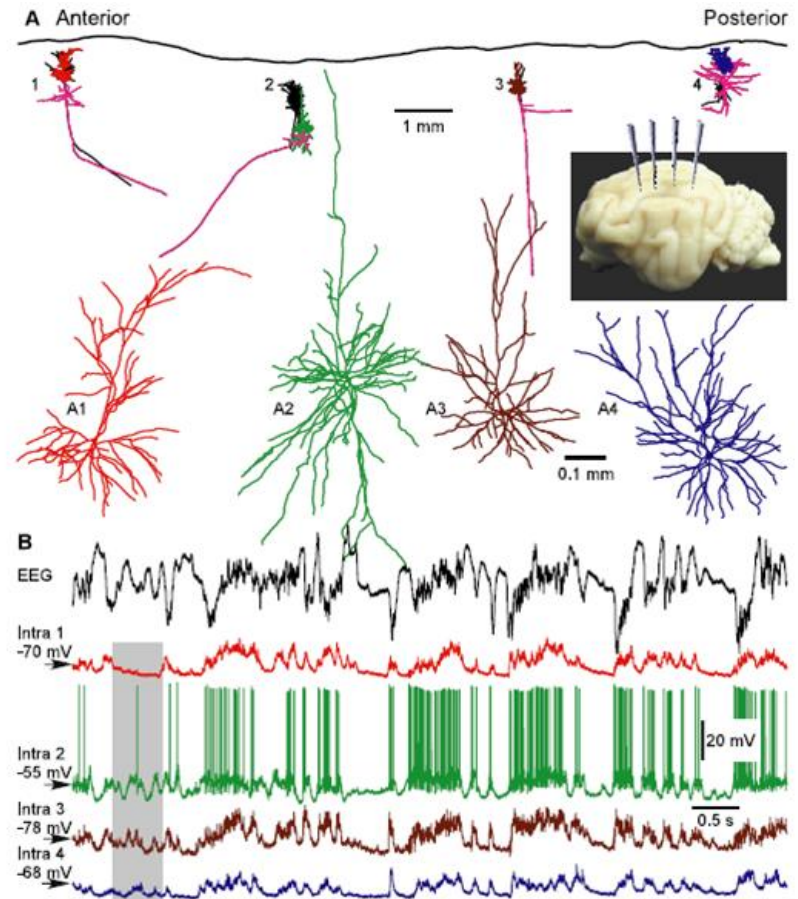 A Anterior Posterior
1
2
3
4
1 mm
A1
A2
A3
A4
0.1 mm
B
EEG
Intra 1
-70 mV
Intra 2
-55 mV
20 mV
0.5 s
Intra 3
-78 mV
Intra 4
-68 mV